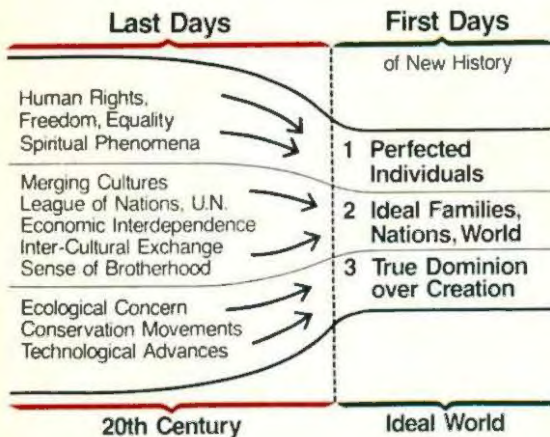 Last Days
First Days
of New History
Human Rights,
Freedom, Equality
Spiritual Phenomena
1 Perfected
Individuals
Merging Cultures
League of Nations, U.N.
Economic Interdependence
Inter-Cultural Exchange
Sense of Brotherhood
2 Ideal Families,
Nations, World
3 True Dominion
over Creation
Ecological Concern
Conservation Movements
Technological Advances
20th Century
Ideal World